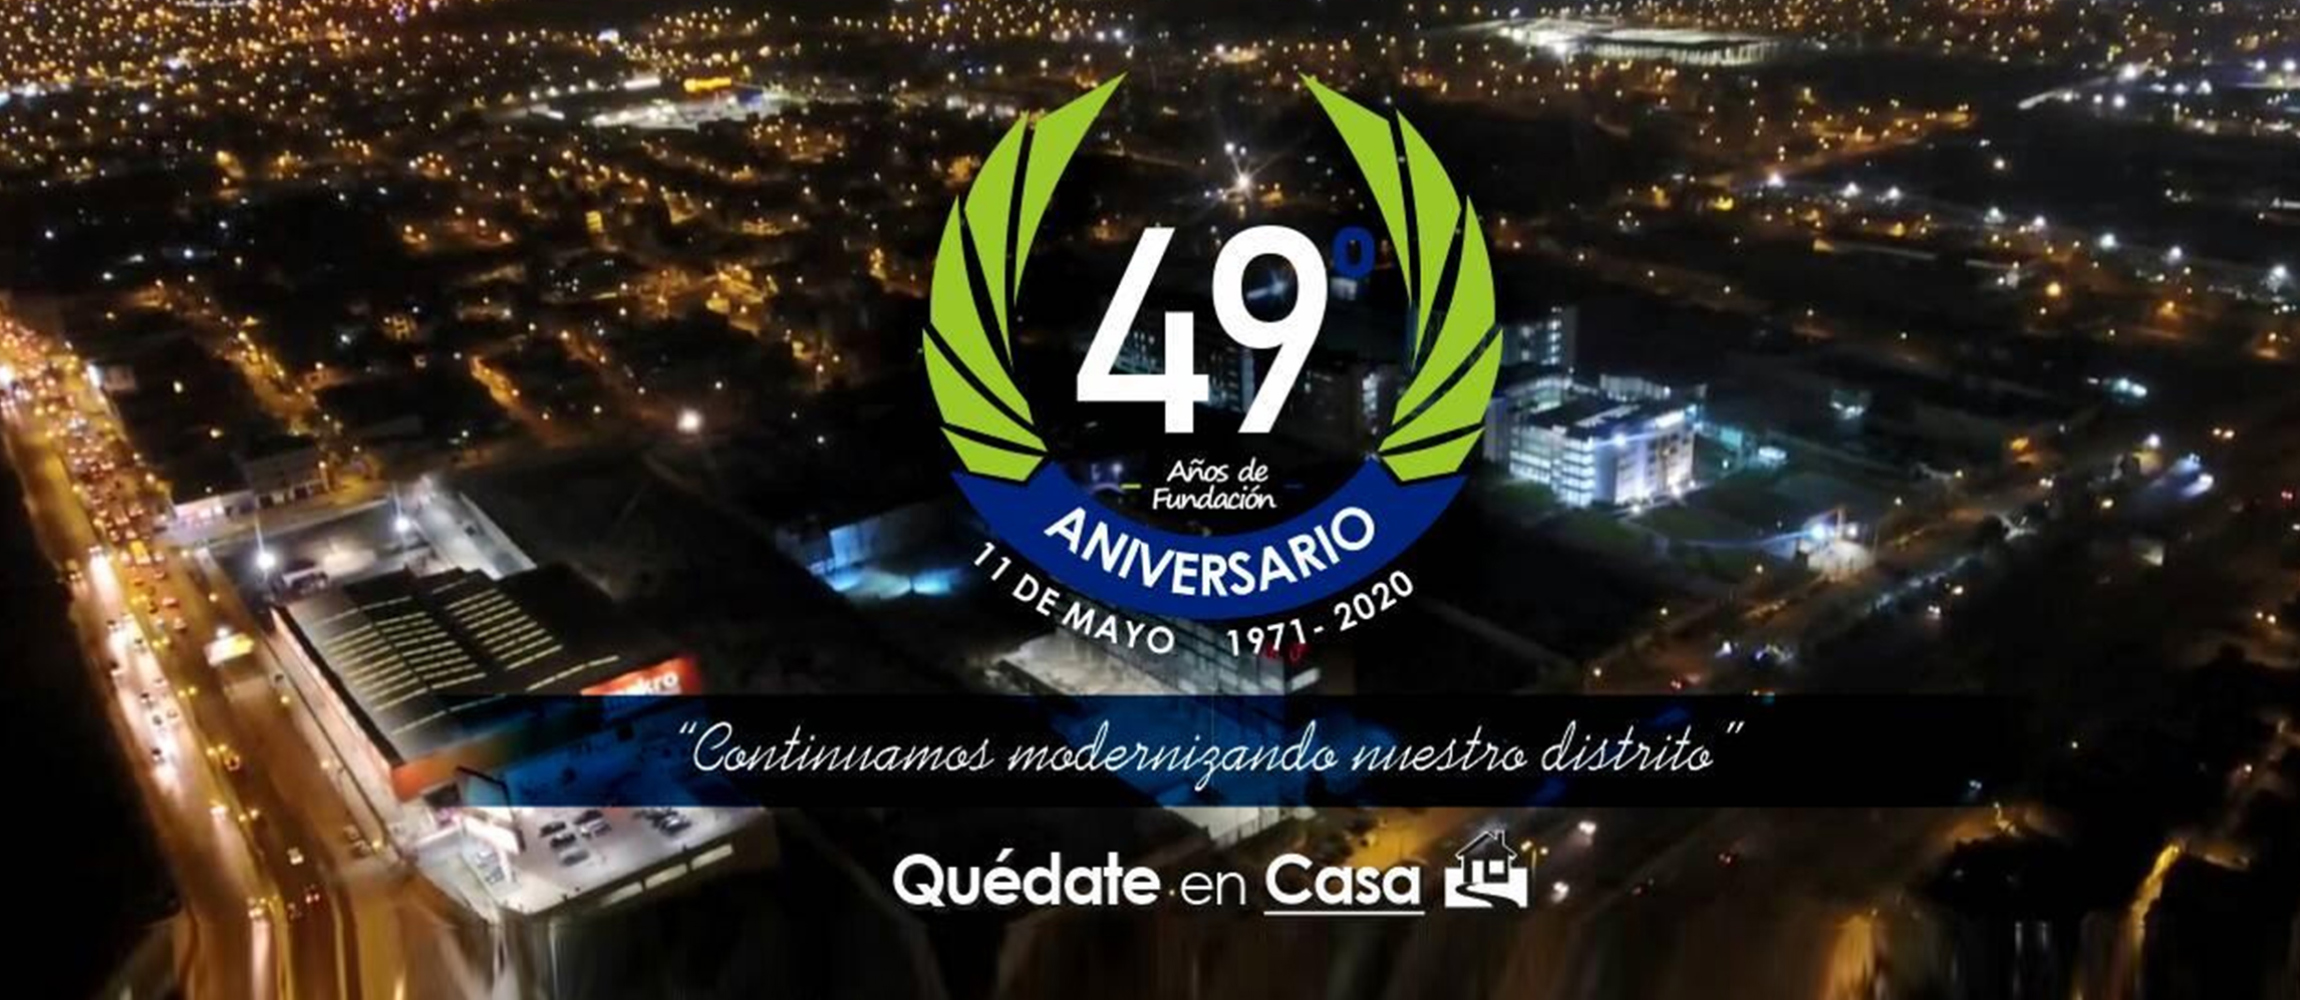 49°
Años de
Fundación
ANIVERSARIO
11 DE MAYO 1971- 2020
“Continuamos modernizando nuestro distrito”
Quédate en Casa